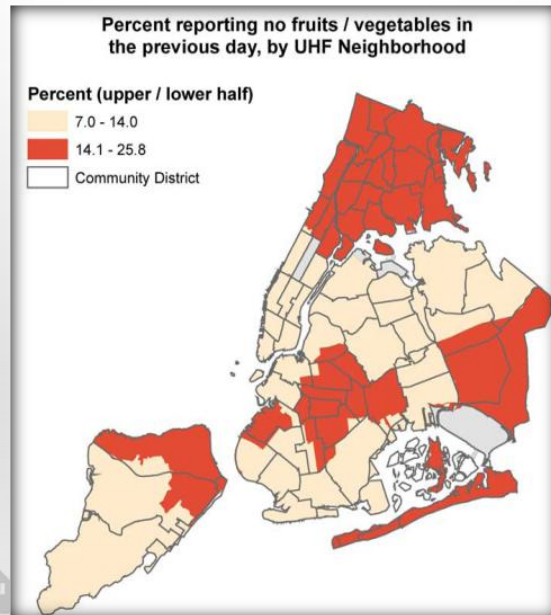 Percent reporting no fruits / vegetables in
the previous day, by UHF Neighborhood
Percent (upper / lower half)
7.0 - 14.0
14.1 - 25.8
Community District